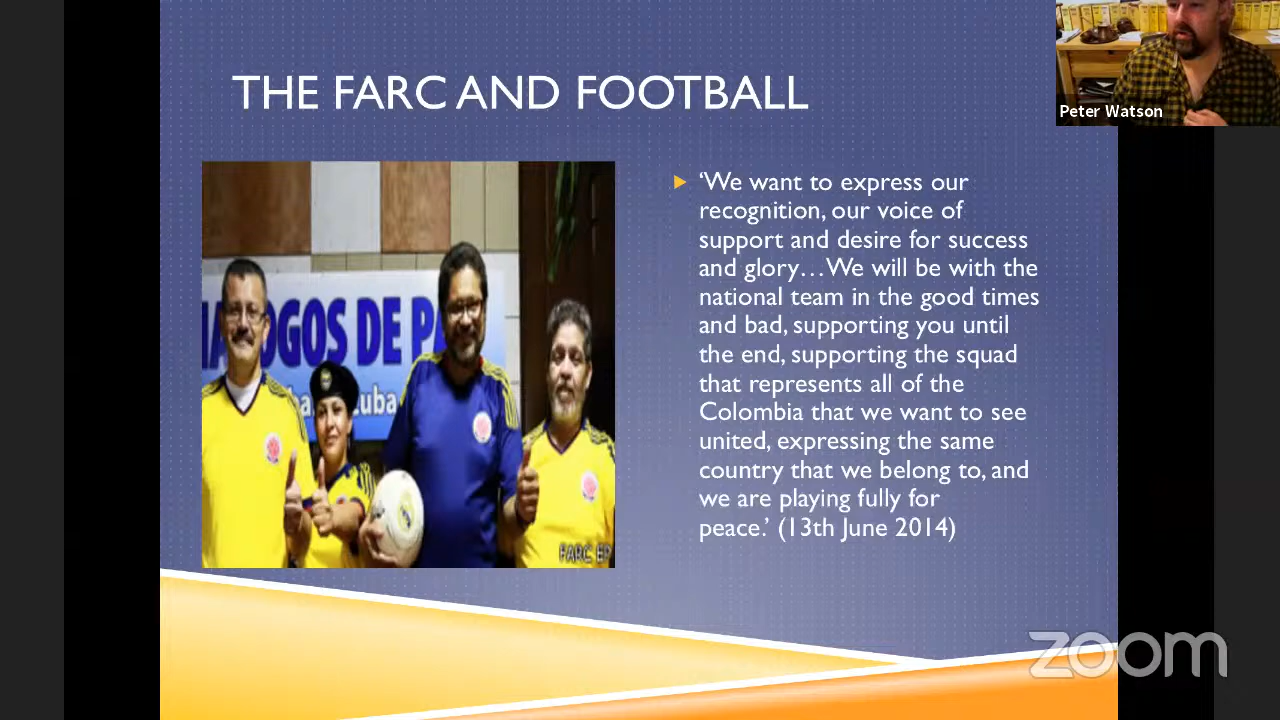 THE FARC AND FOOTBALL
Peter Watson
‘We want to express our
recognition, our voice of
support and desire for success
and glory…We will be with the
national team in the good times
and bad, supporting you until
the end, supporting the squad
that represents all of the
Colombia that we want to see
united, expressing the same
country that we belong to, and
we are playing fully for
peace.’ (13th June 2014)
OGOS DE PA
uba
FARC EP
zoom